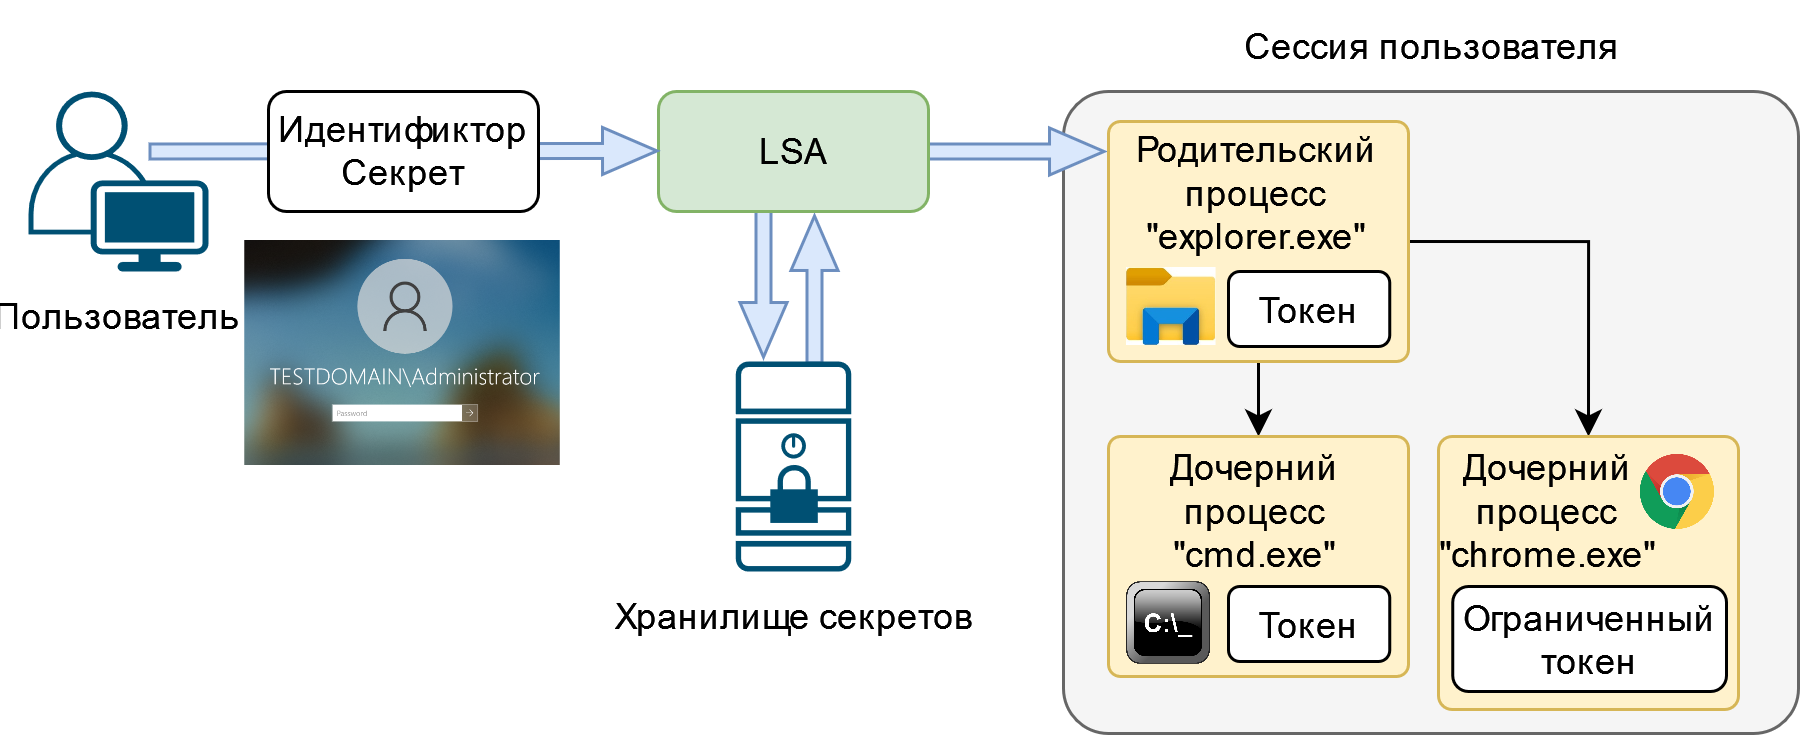 Сессия пользователя
Идентификтор
Секрет
LSA
Родительский
процесс
"explorer.exe"
Токен
Пользователь
TESTDOMAIN\Administrator
Password
Дочерний
процесс
"cmd.exe"
C:\_
Токен
Дочерний
процесс
"chrome.exe"
Ограниченный
токен
Хранилище секретов